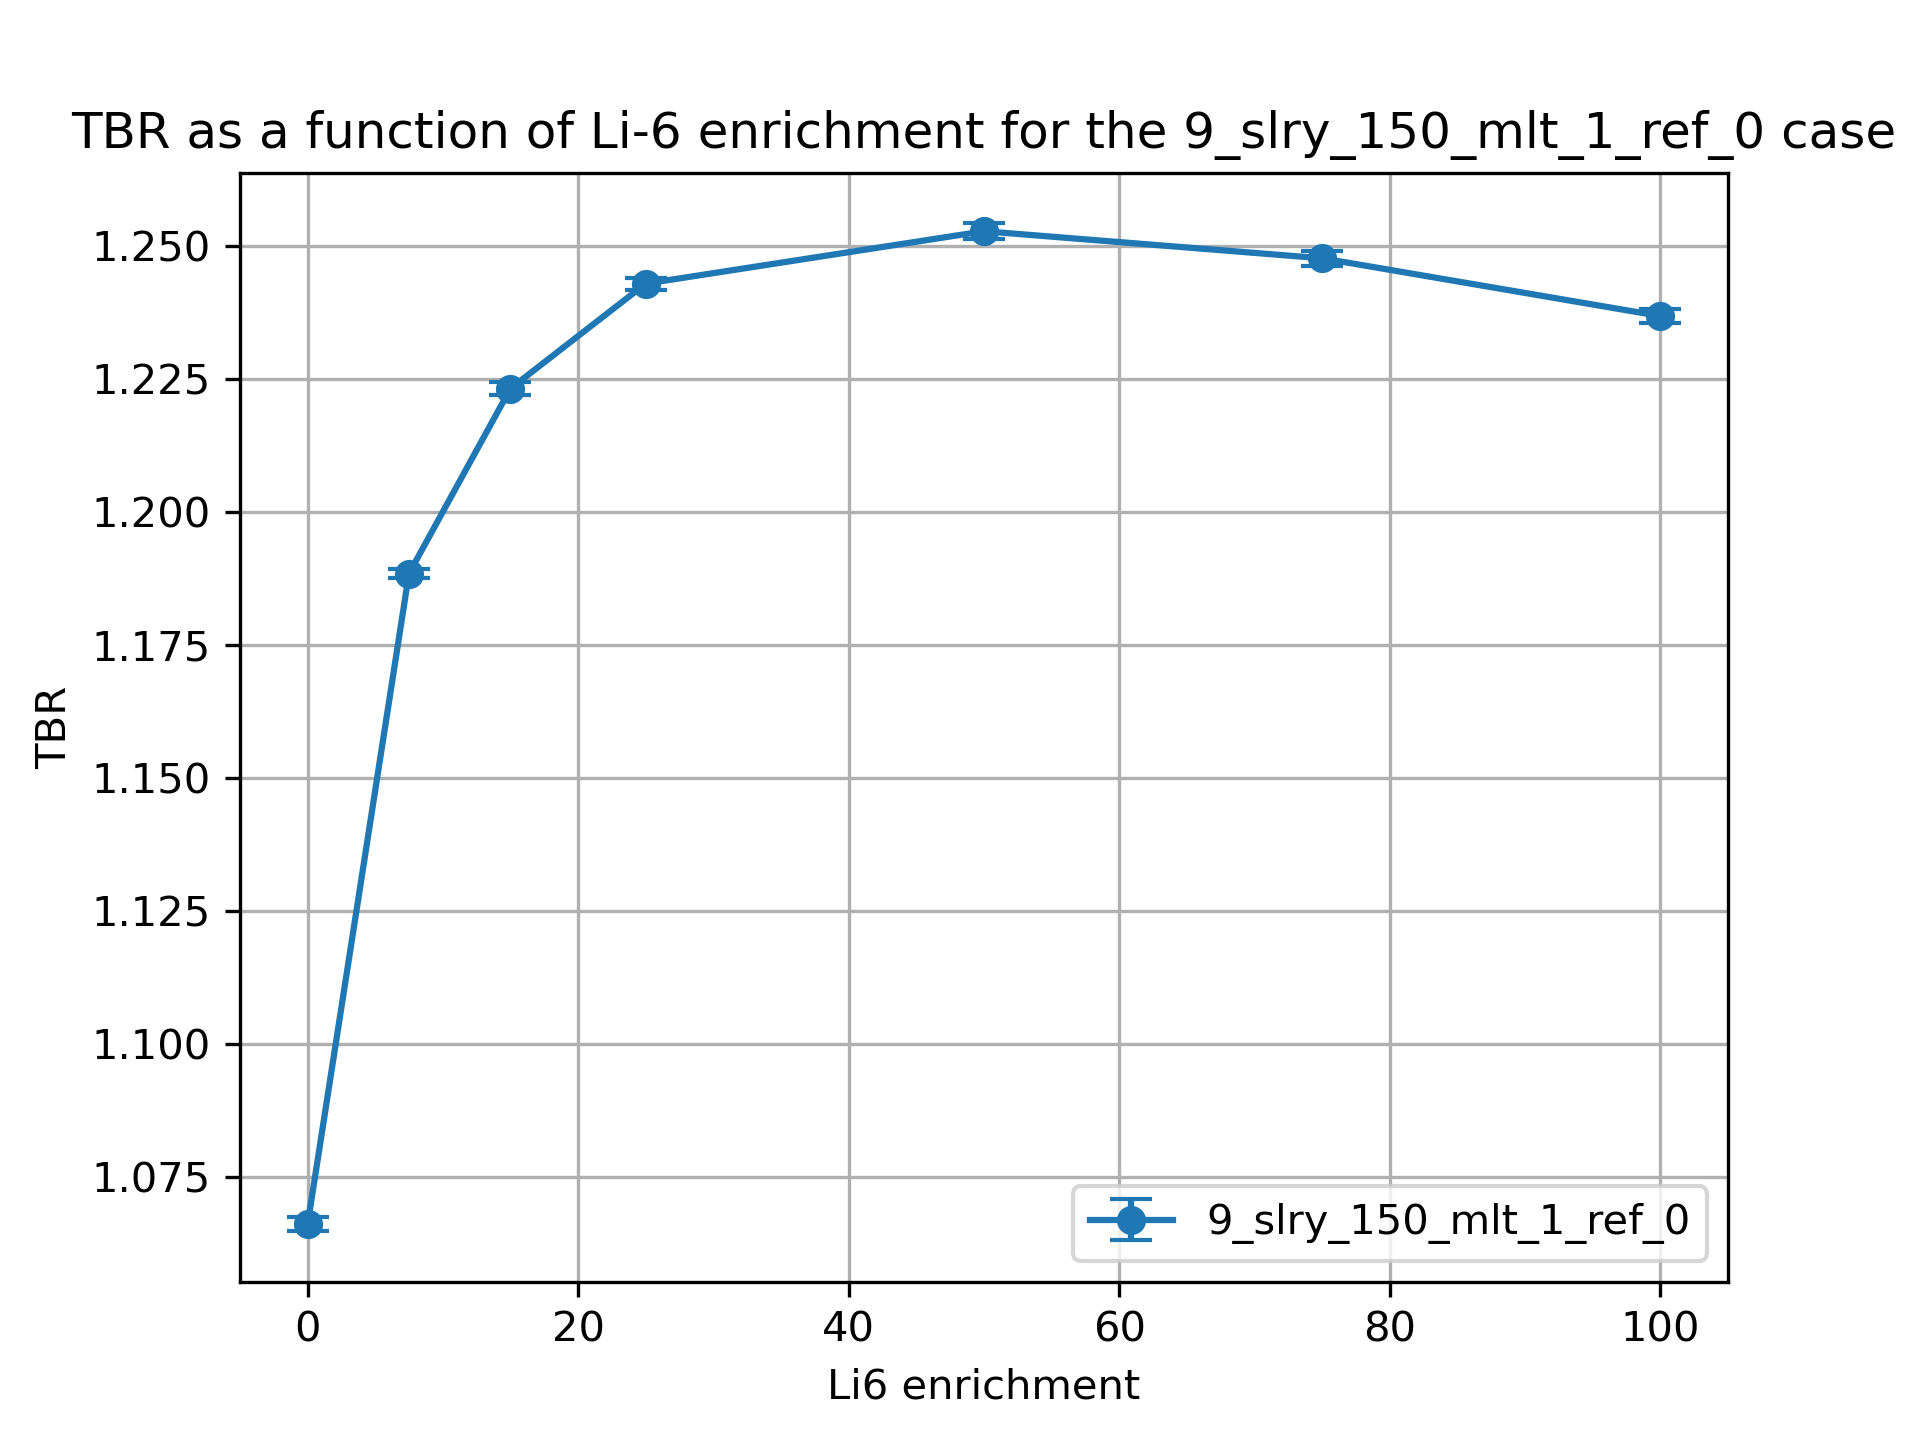 TBR as a function of Li-6 enrichment for the 9_slry_150_mlt_1_ref_0 case
1.250
1.225
1.200
1.175
1.150
1.125
1.100
1.075
TBR
9_slry_150_mlt_1_ref_0
0 20 40 60 80 100
Li6 enrichment